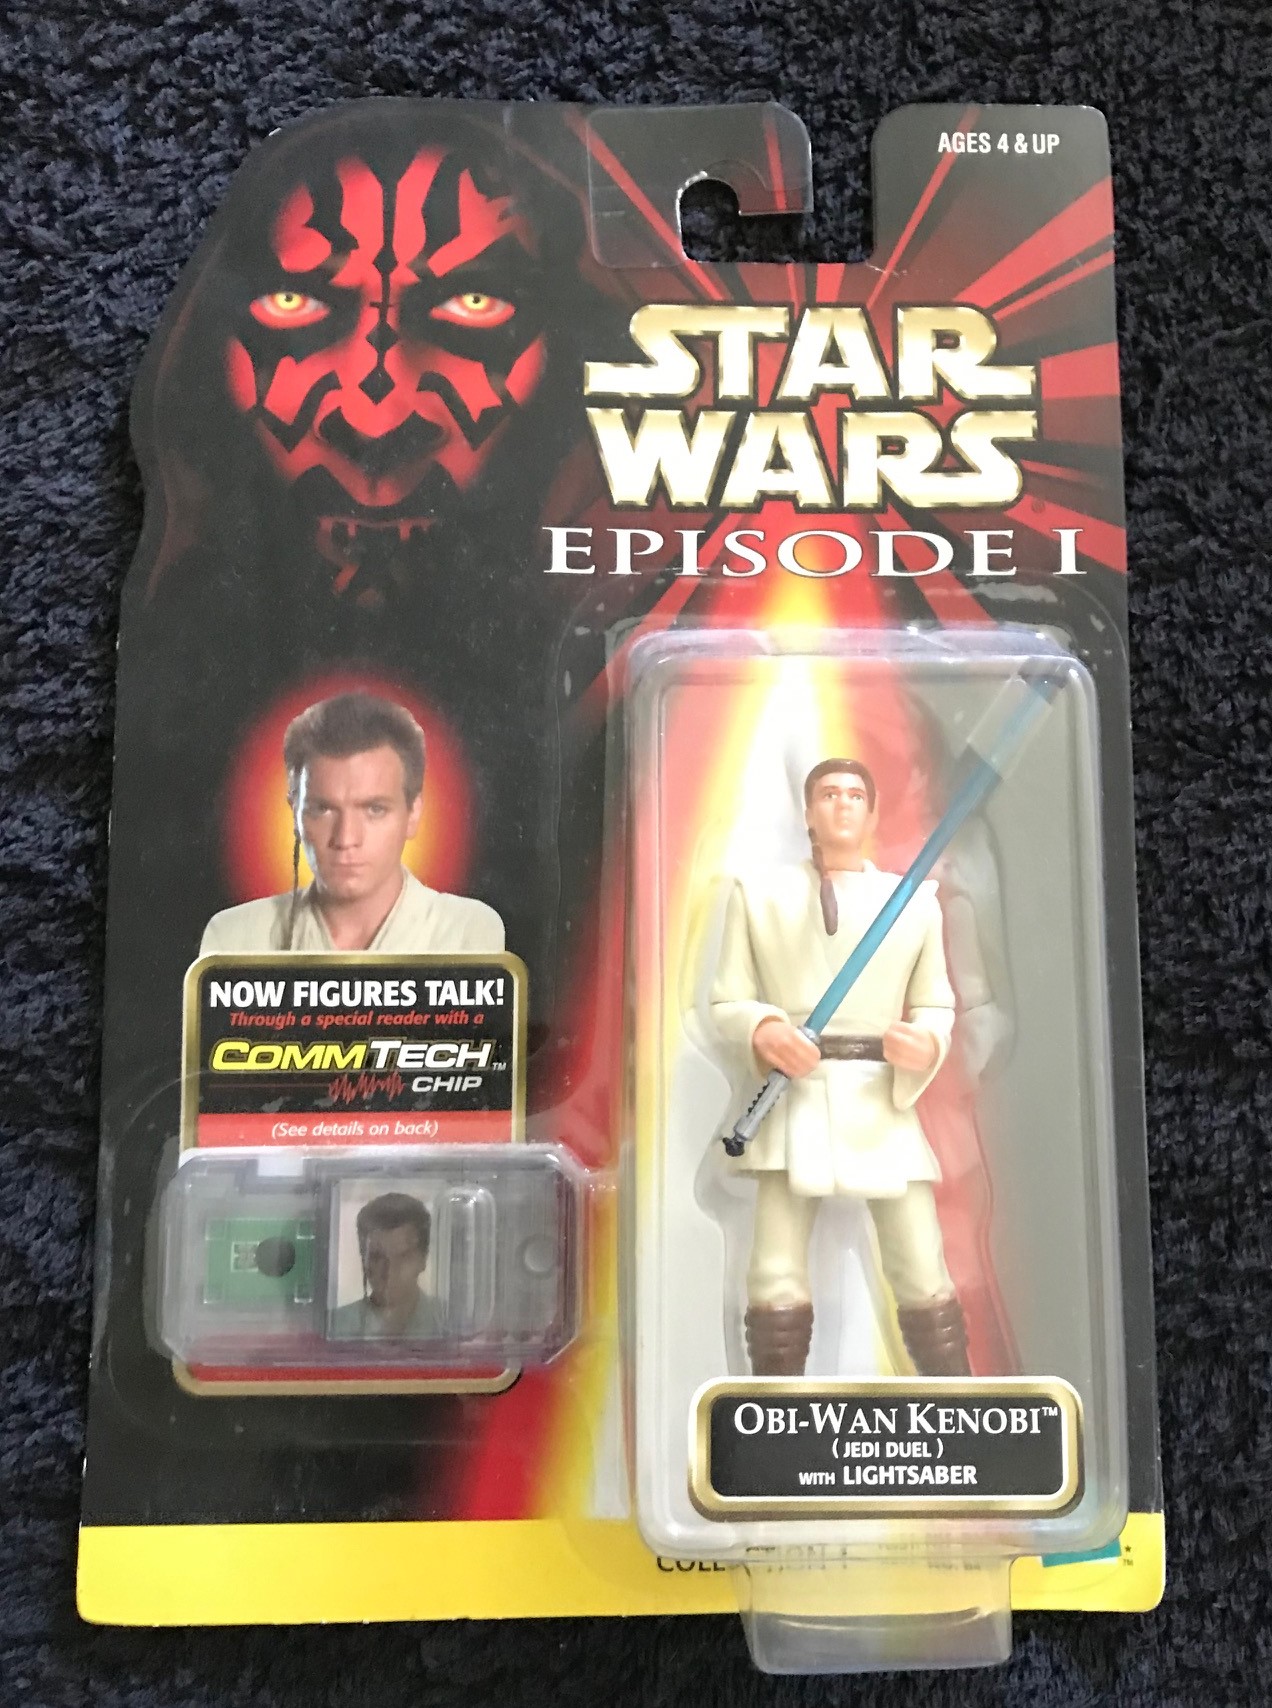 AGES 4 & UP
STAR
WARS®
EPISODE I
NOW FIGURES TALK!
Through a special reader with a
COMMTECH™
CHIP
(See details on back)
OBI-WAN KENOBI™
(JEDI DUEL)
WITH LIGHTSABER